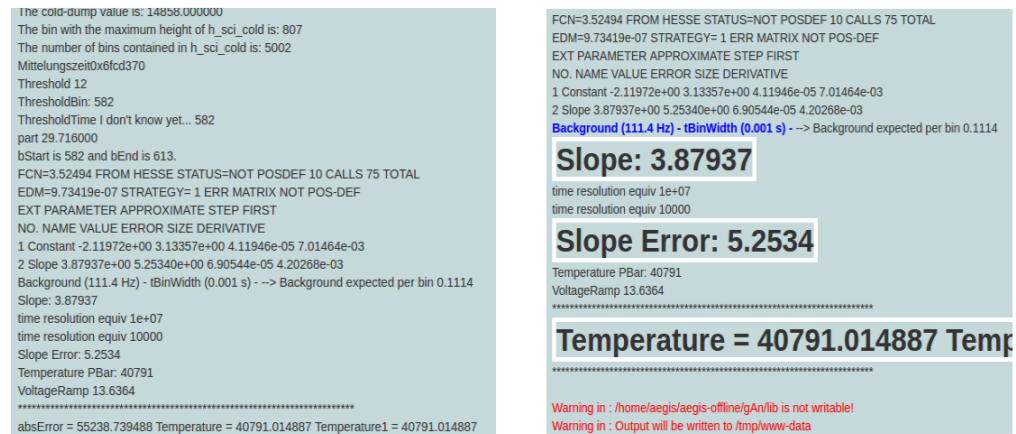 The cold-dump value is: 14858.000000
The bin with the maximum height of h_sci_cold is: 807
The number of bins contained in h_sci_cold is: 5002
Mittelungszeit0x6fcd370
Threshold 12
ThresholdBin: 582
ThresholdTime I don't know yet... 582
part 29.716000
bStart is 582 and bEnd is 613.
FCN=3.52494 FROM HESSE STATUS=NOT POSDEF 10 CALLS 75 TOTAL
EDM=9.73419e-07 STRATEGY= 1 ERR MATRIX NOT POS-DEF
EXT PARAMETER APPROXIMATE STEP FIRST
NO. NAME VALUE ERROR SIZE DERIVATIVE
1 Constant -2.11972e+00 3.13357e+00 4.11946e-05 7.01464e-03
2 Slope 3.87937e+00 5.25340e+00 6.90544e-05 4.20268e-03
Background (111.4 Hz) - tBinWidth (0.001 s) - --> Background expected per bin 0.1114
Slope: 3.87937
time resolution equiv 1e+07
time resolution equiv 10000
Slope Error: 5.2534
Temperature PBar: 40791
VoltageRamp 13.6364
******************************************************************************
absError = 55238.739488 Temperature = 40791.014887 Temperature1 = 40791.014887
FCN=3.52494 FROM HESSE STATUS=NOT POSDEF 10 CALLS 75 TOTAL
EDM=9.73419e-07 STRATEGY= 1 ERR MATRIX NOT POS-DEF
EXT PARAMETER APPROXIMATE STEP FIRST
NO. NAME VALUE ERROR SIZE DERIVATIVE
1 Constant -2.11972e+00 3.13357e+00 4.11946e-05 7.01464e-03
2 Slope 3.87937e+00 5.25340e+00 6.90544e-05 4.20268e-03
Background (111.4 Hz) - tBinWidth (0.001 s) - --> Background expected per bin 0.1114
Slope: 3.87937
time resolution equiv 1e+07
time resolution equiv 10000
Slope Error: 5.2534
Temperature PBar: 40791
VoltageRamp 13.6364
******************************************************************************
Temperature = 40791.014887 Temp
******************************************************************************
Warning in : /home/aegis/aegis-offline/gAn/lib is not writable!
Warning in : Output will be written to /tmp/www-data